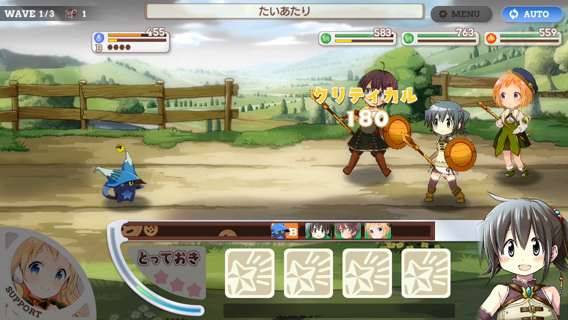 WAVE 1/3 1
たいあたり
MENU
AUTO
455
B
583
763
559
クリティカル
180
B
とっておき
SUPPORT